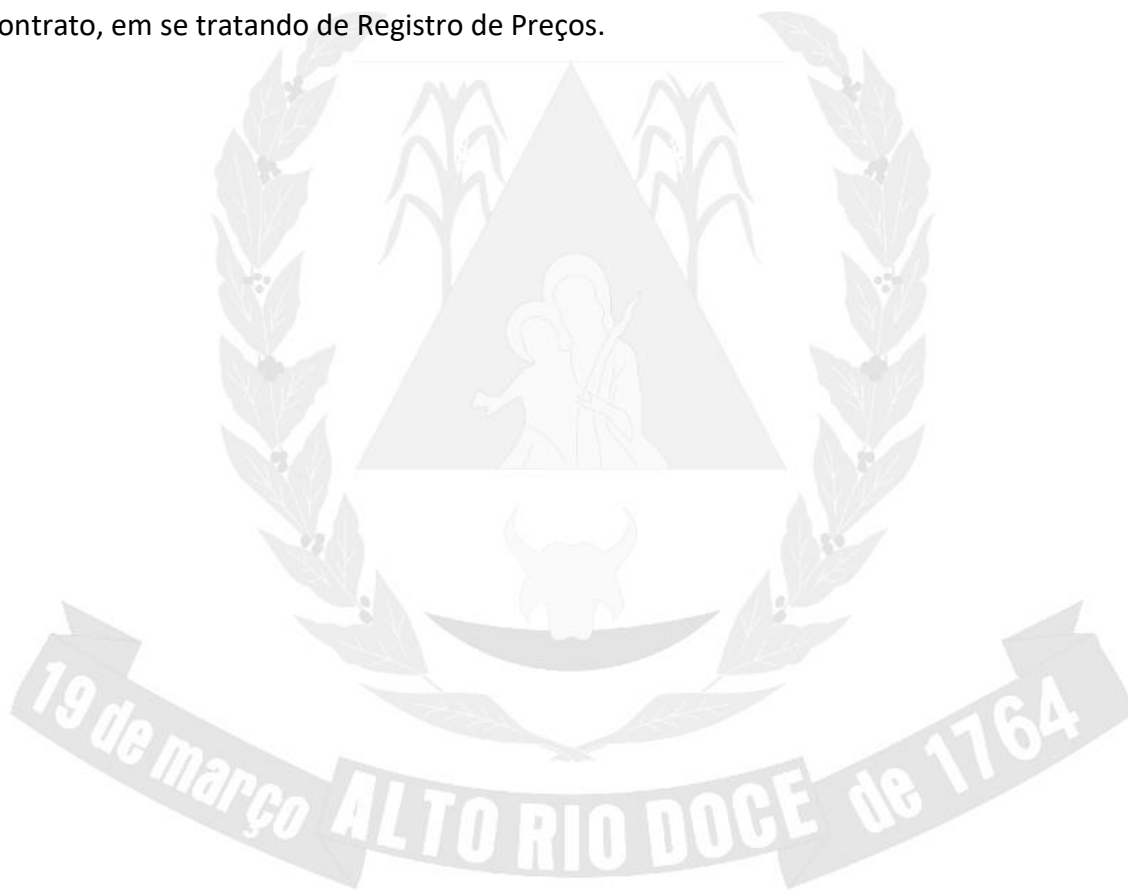 ontrato, em se tratando de Registro de Preços.
19 de março ALTO RIO DOCE de 1764